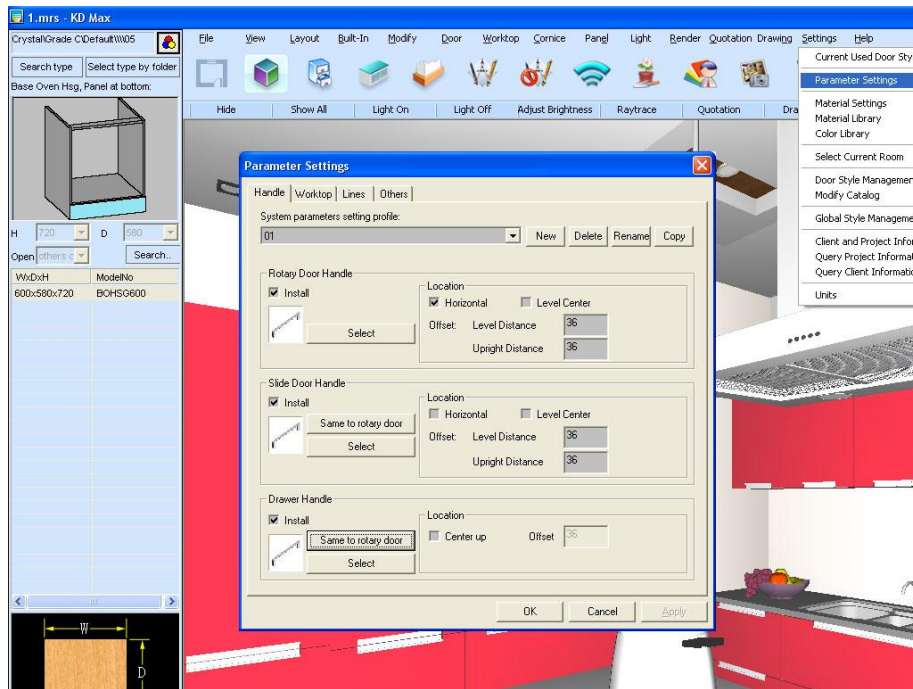 1.mrs - KD Max
Crystal\Grade C\Default\\\\05
File View Layout Built-In Modify Door Worktop Cornice Panel Light Render Quotation Drawing Settings Help
Search type Select type by folder
Base Oven Hsg, Panel at bottom:
Hide Show All Light On Light Off Adjust Brightness Raytrace Quotation Dra
Current Used Door Sty
Parameter Settings
Material Settings
Material Library
Color Library
Select Current Room
Door Style Managemer
Modify Catalog
Global Style Manageme
Client and Project Infor
Query Project Informat
Query Client Informatio
Units
H 720 D 580
Open others c Search..
WxDxH ModelNo
600x580x720 BOHSG600
W
D
Parameter Settings
Handle Worktop Lines Others
System parameters setting profile:
01 New Delete Rename Copy
Rotary Door Handle
Install
Select
Location
Horizontal Level Center
Offset: Level Distance 36
Upright Distance 36
Slide Door Handle
Install
Same to rotary door
Select
Location
Horizontal Level Center
Offset: Level Distance 36
Upright Distance 36
Drawer Handle
Install
Same to rotary door
Select
Location
Center up Offset 36
OK Cancel Apply